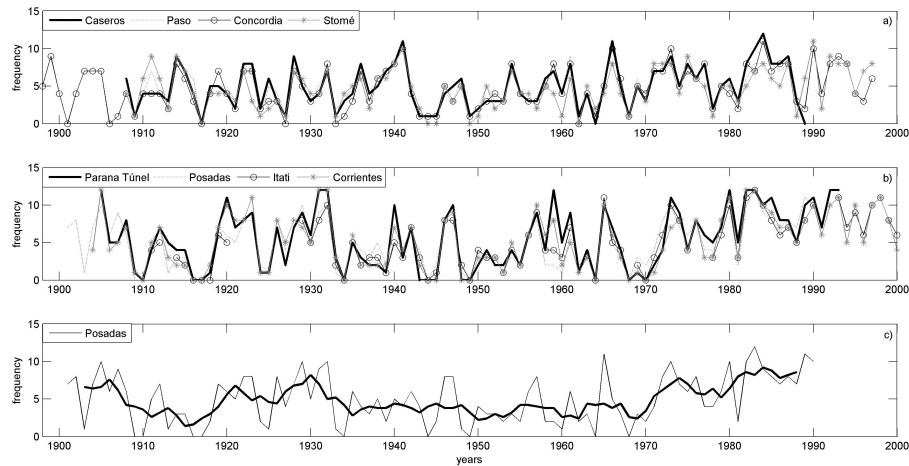 15
10
5
0
frequency
Caseros Paso Concordia Stomé
a)
1900 1910 1920 1930 1940 1950 1960 1970 1980 1990 2000
15
10
5
0
frequency
Parana Túnel Posadas Itati Corrientes
b)
1900 1910 1920 1930 1940 1950 1960 1970 1980 1990 2000
15
10
5
0
frequency
Posadas
c)
1900 1910 1920 1930 1940 1950 1960 1970 1980 1990 2000
years